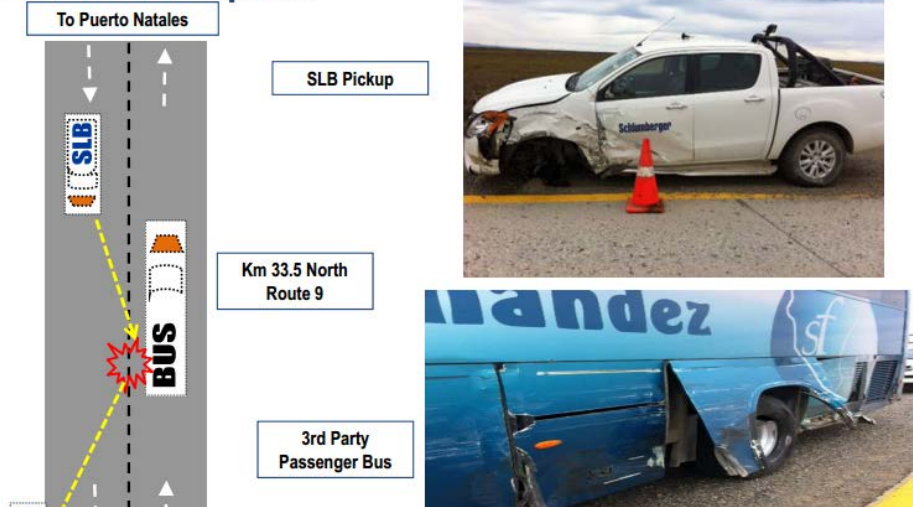 To Puerto Natales
SLB Pickup
SLB
Schlumberger
Km 33.5 North
Route 9
BUS
3rd Party
Passenger Bus
sf